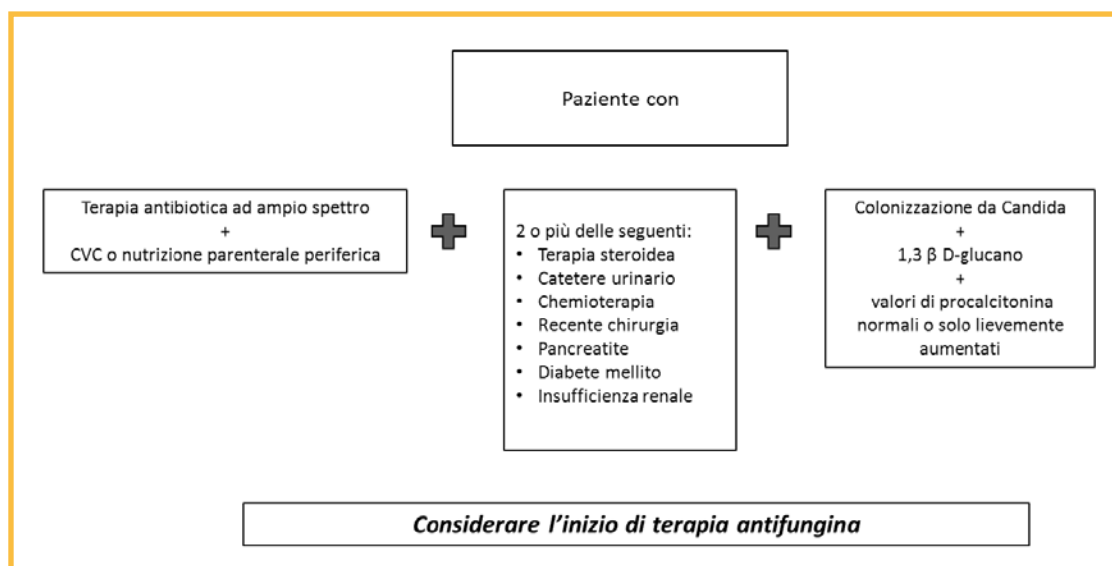 Paziente con
Terapia antibiotica ad ampio spettro
+
CVC o nutrizione parenterale periferica
2 o più delle seguenti:
• Terapia steroidea
• Catetere urinario
• Chemioterapia
• Recente chirurgia
• Pancreatite
• Diabete mellito
• Insufficienza renale
Colonizzazione da Candida
+
1,3 β D-glucano
+
valori di procalcitonina
normali o solo lievemente
aumentati
Considerare l'inizio di terapia antifungina